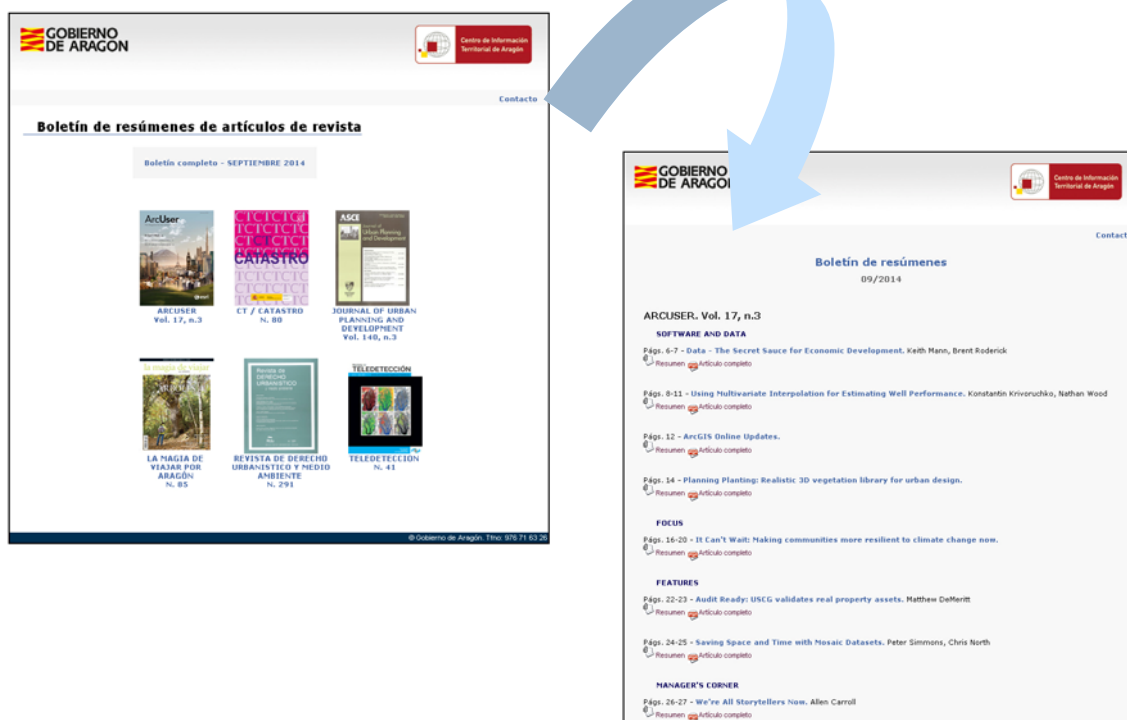 GOBIERNO
DE ARAGON
Centro de Información
Territorial de Aragón
Contacto
Boletín de resúmenes de artículos de revista
Boletín completo - SEPTIEMBRE 2014
ArcUser
esri
ARCUSER
Vol. 17, n.3
CTCTCTC
CATASTRO
CT / CATASTRO
N. 80
ASCE
Journal of
Urban Planning
and Development
JOURNAL OF URBAN
PLANNING AND
DEVELOPMENT
Vol. 140, n.3
la magia de viajar
ARAGÓN
LA MAGIA DE
VIAJAR POR
ARAGÓN
N. 85
Revista de
DERECHO
URBANÍSTICO
REVISTA DE DERECHO
URBANISTICO Y MEDIO
AMBIENTE
N. 291
TELEDETECCIÓN
TELEDETECCION
N. 41
© Gobierno de Aragón. Tfno: 976 71 63 26
GOBIERNO
DE ARAGO
Centro de Información
Territorial de Aragón
Contact
Boletín de resúmenes
09/2014
ARCUSER. Vol. 17, n.3
SOFTWARE AND DATA
Págs. 6-7 - Data - The Secret Sauce for Economic Development. Keith Mann, Brent Roderick
Resumen Artículo completo
Págs. 8-11 - Using Multivariate Interpolation for Estimating Well Performance. Konstantin Krivoruchko, Nathan Wood
Resumen Artículo completo
Págs. 12 - ArcGIS Online Updates.
Resumen Artículo completo
Págs. 14 - Planning Planting: Realistic 3D vegetation library for urban design.
Resumen Artículo completo
FOCUS
Págs. 16-20 - It Can't Wait: Making communities more resilient to climate change now.
Resumen Artículo completo
FEATURES
Págs. 22-23 - Audit Ready: USCG validates real property assets. Matthew DeMeritt
Resumen Artículo completo
Págs. 24-25 - Saving Space and Time with Mosaic Datasets. Peter Simmons, Chris North
Resumen Artículo completo
MANAGER'S CORNER
Págs. 26-27 - We're All Storytellers Now. Allen Carroll
Resumen Artículo completo